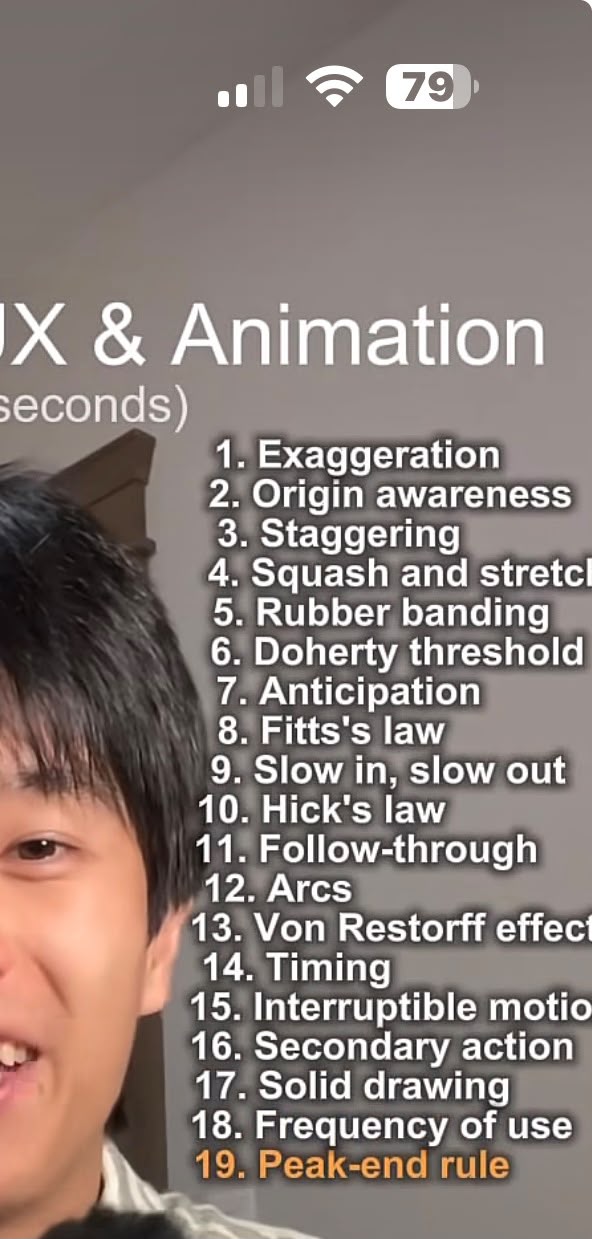 79
UX & Animation
seconds)
1. Exaggeration
2. Origin awareness
3. Staggering
4. Squash and stretch
5. Rubber banding
6. Doherty threshold
7. Anticipation
8. Fitts's law
9. Slow in, slow out
10. Hick's law
11. Follow-through
12. Arcs
13. Von Restorff effect
14. Timing
15. Interruptible motio
16. Secondary action
17. Solid drawing
18. Frequency of use
19. Peak-end rule